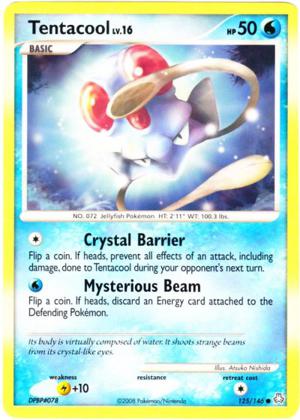 Tentacool LV.16
HP 50
BASIC
NO. 072 Jellyfish Pokémon HT: 2'11" WT: 100.3 lbs.
Crystal Barrier
Flip a coin. If heads, prevent all effects of an attack, including
damage, done to Tentacool during your opponent's next turn.
Mysterious Beam
Flip a coin. If heads, discard an Energy card attached to the
Defending Pokémon.
Its body is virtually composed of water. It shoots strange beams
from its crystal-like eyes.
Illus. Atsuko Nishida
weakness resistance retreat cost
+10
DPBP#078 ©2008 Pokémon/Nintendo 125/146